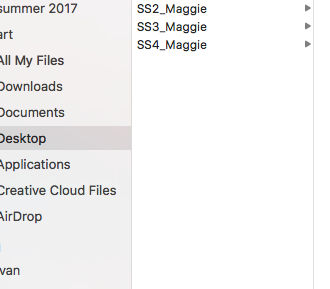 summer 2017
art
All My Files
Downloads
Documents
Desktop
Applications
Creative Cloud Files
AirDrop
van
SS2_Maggie
SS3_Maggie
SS4_Maggie